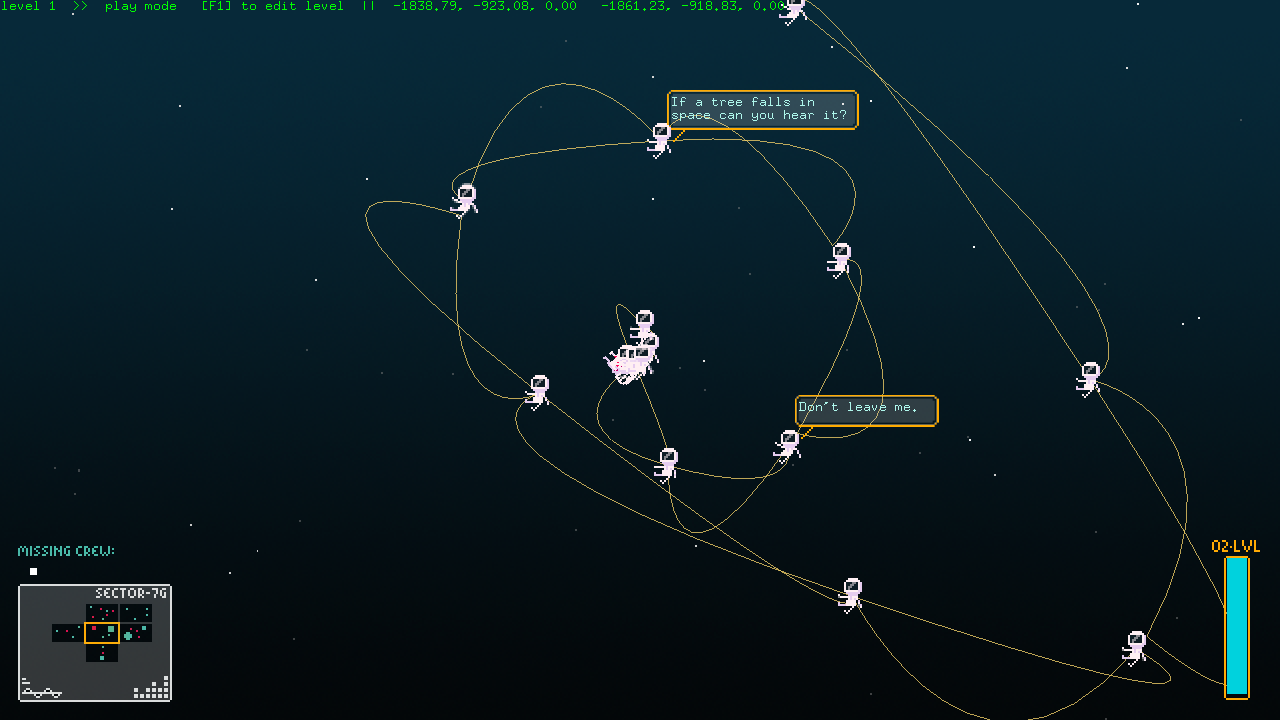 level 1  >>  play mode   [F1] to edit level  ||  -1838.79, -923.08, 0.00   -1861.23, -918.83, 0.00
If a tree falls in
space can you hear it?
Don't leave me.
MISSING CREW:
SECTOR-7G
O2-LVL